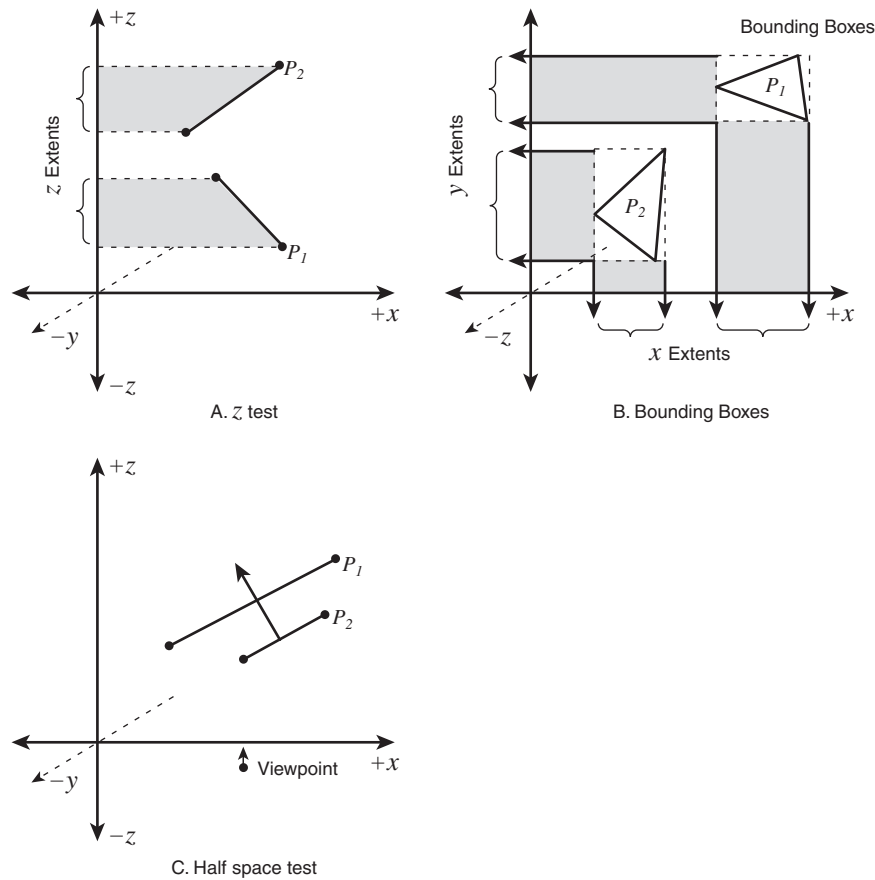 +z
P2
z Extents
P1
+x
−y
−z
A. z test
Bounding Boxes
P1
y Extents
P2
+x
−z
x Extents
B. Bounding Boxes
+z
P1
P2
Viewpoint
+x
−y
−z
C. Half space test